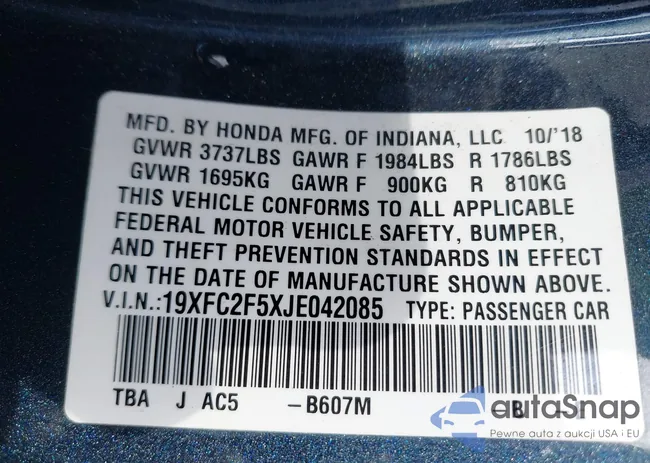 MFD. BY HONDA MFG. OF INDIANA, LLC 10/'18
GVWR 3737LBS GAWR F 1984LBS R 1786LBS
GVWR 1695KG GAWR F 900KG R 810KG
THIS VEHICLE CONFORMS TO ALL APPLICABLE
FEDERAL MOTOR VEHICLE SAFETY, BUMPER,
AND THEFT PREVENTION STANDARDS IN EFFECT
ON THE DATE OF MANUFACTURE SHOWN ABOVE.
V.I.N.:19XFC2F5XJE042085 TYPE: PASSENGER CAR
TBA J AC5 -B607M B
autoSnap
Pewne auta z aukcji USA i EU